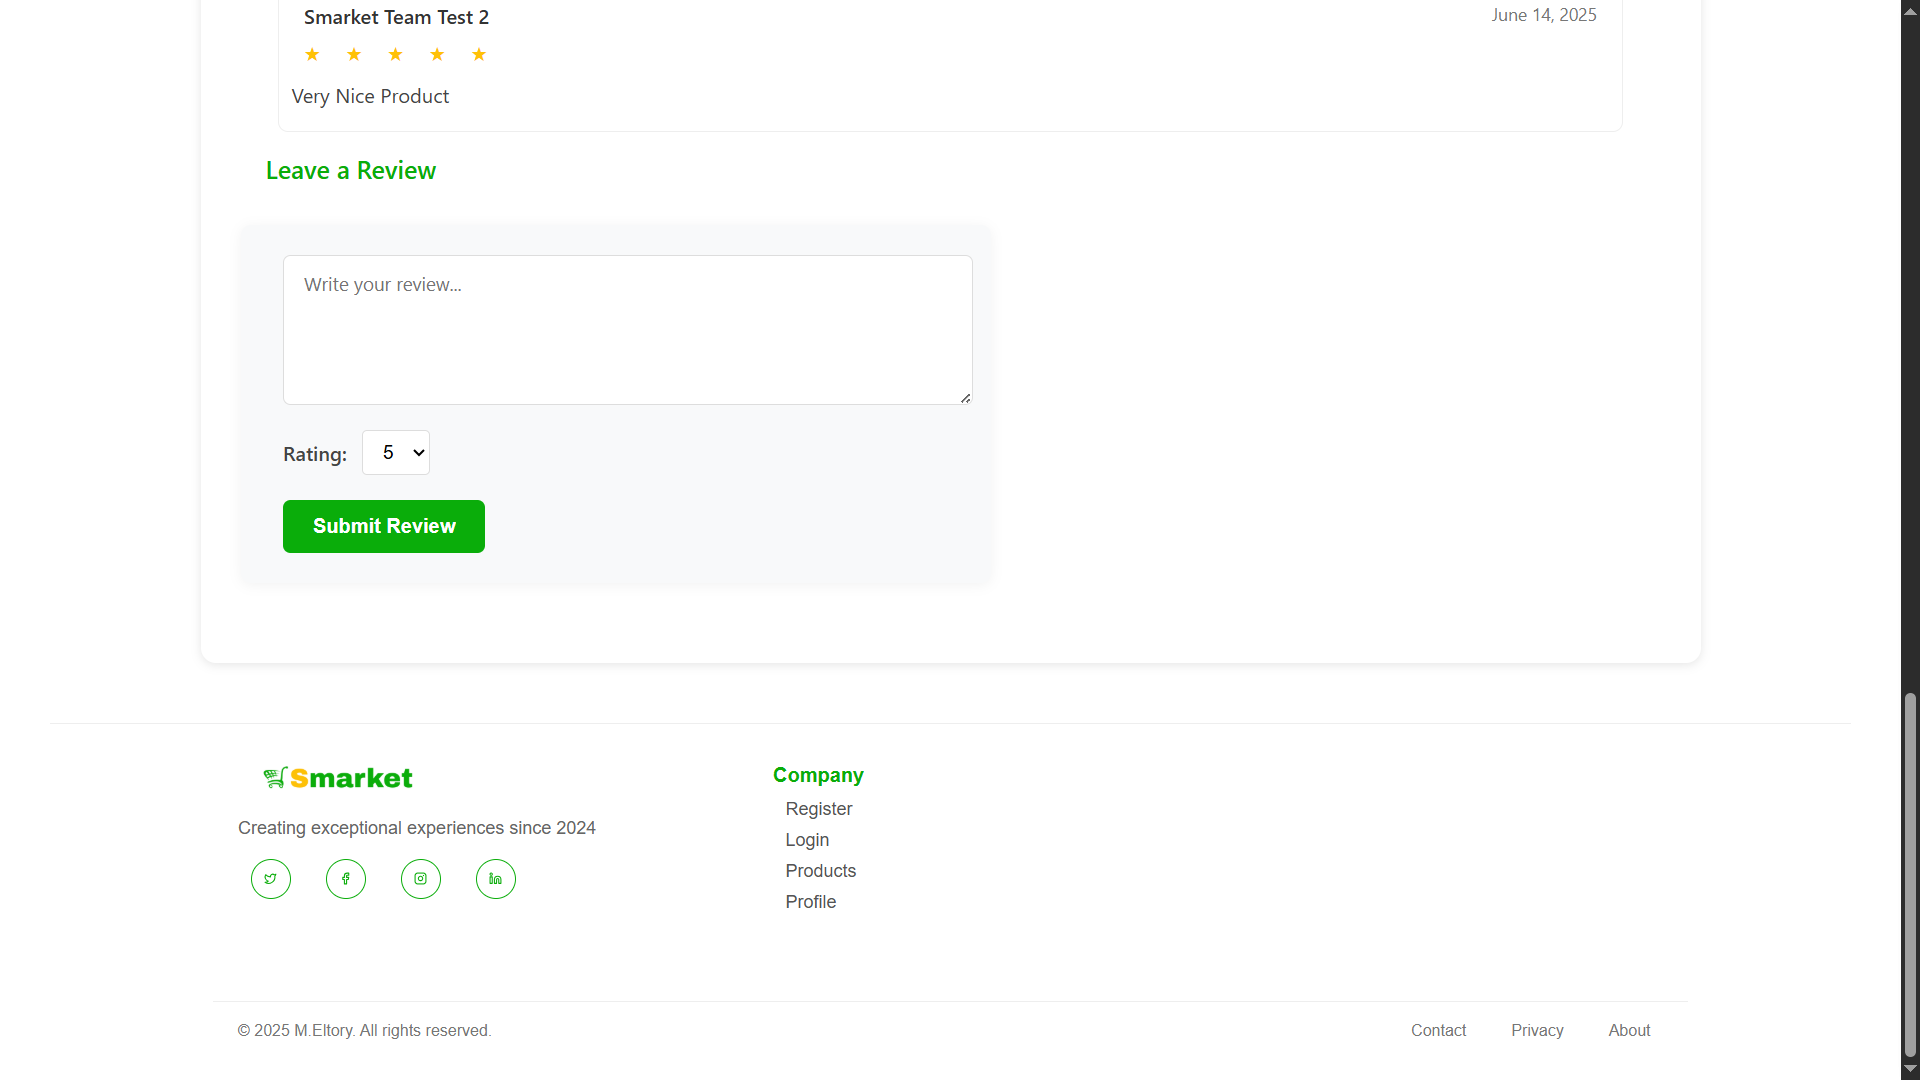 Smarket Team Test 2
June 14, 2025
★ ★ ★ ★ ★
Very Nice Product
Leave a Review
Write your review...
Rating: 5
Submit Review
Smarket
Creating exceptional experiences since 2024
Company
Register
Login
Products
Profile
© 2025 M.Eltory. All rights reserved.
Contact Privacy About